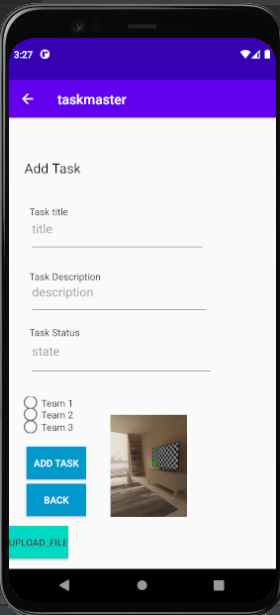 3:27
taskmaster
Add Task
Task title
title
Task Description
description
Task Status
state
Team 1
Team 2
Team 3
ADD TASK
BACK
UPLOAD_FILE